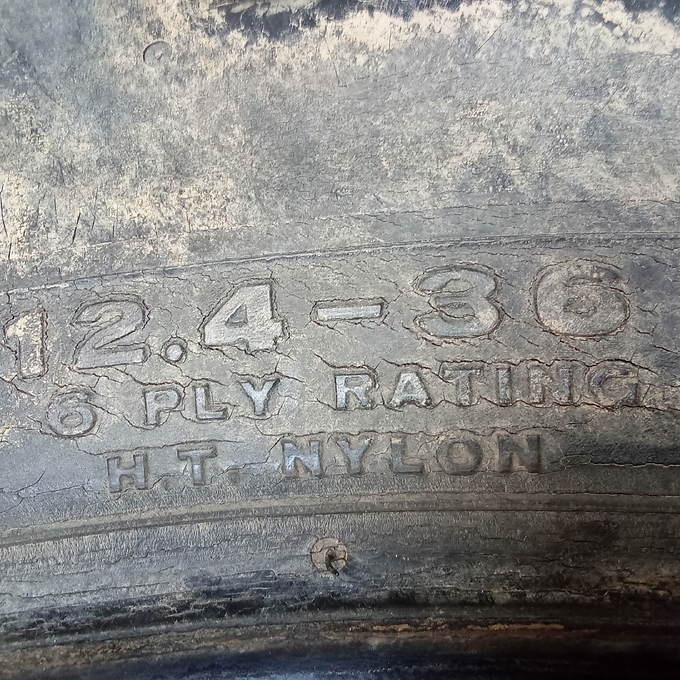 12.4-36
6 PLY RATING
H.T. NYLON